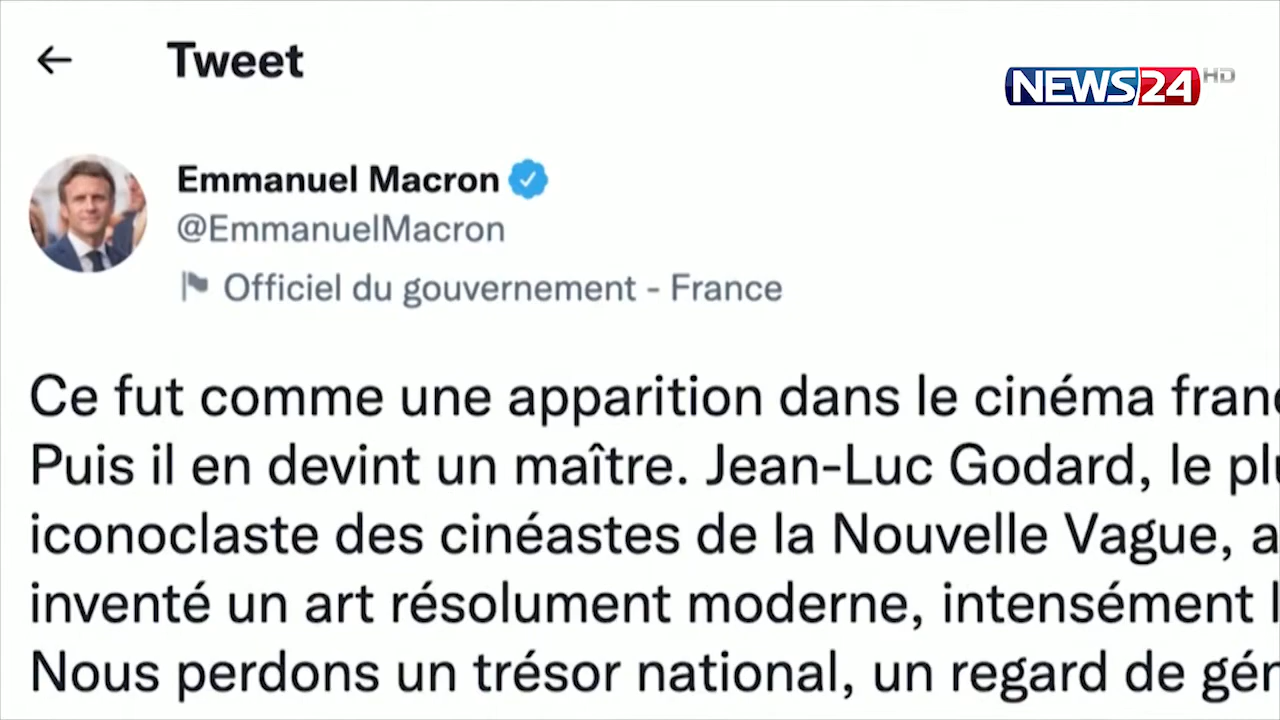 Tweet
NEWS24 HD
Emmanuel Macron
@EmmanuelMacron
Officiel du gouvernement - France
Ce fut comme une apparition dans le cinéma
Puis il en devint un maître. Jean-Luc Godard, le
iconoclaste des cinéastes de la Nouvelle Vague,
inventé un art résolument moderne, intensément
Nous perdons un trésor national, un regard de